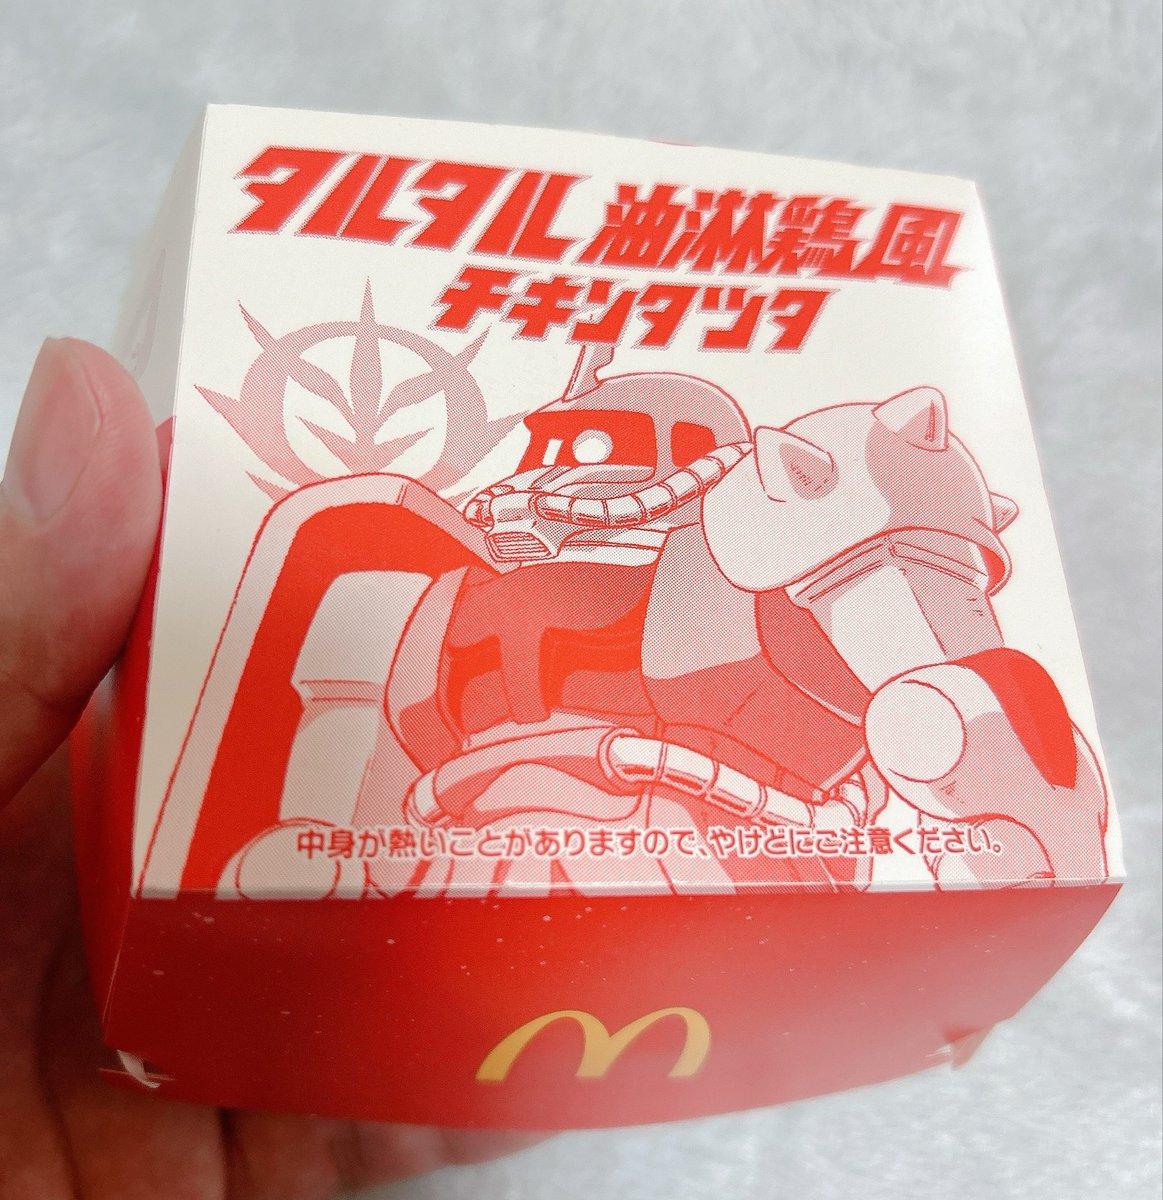 タルタル 油淋鶏風
チキンタツタ
中身が熱いことがありますので、やけどにご注意ください。